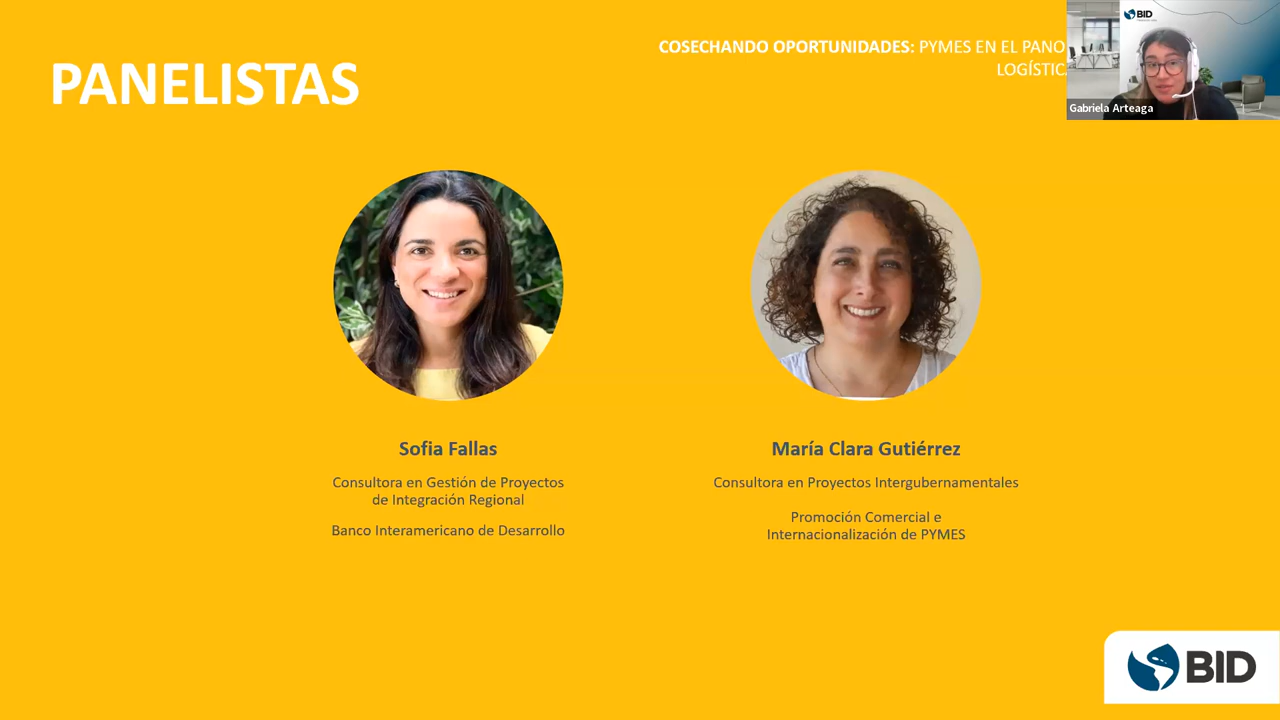 PANELISTAS
COSECHANDO OPORTUNIDADES: PYMES EN EL PANO
LOGÍSTIC
BID
Gabriela Arteaga
Sofia Fallas
Consultora en Gestión de Proyectos
de Integración Regional
Banco Interamericano de Desarrollo
María Clara Gutiérrez
Consultora en Proyectos Intergubernamentales
Promoción Comercial e
Internacionalización de PYMES
BID